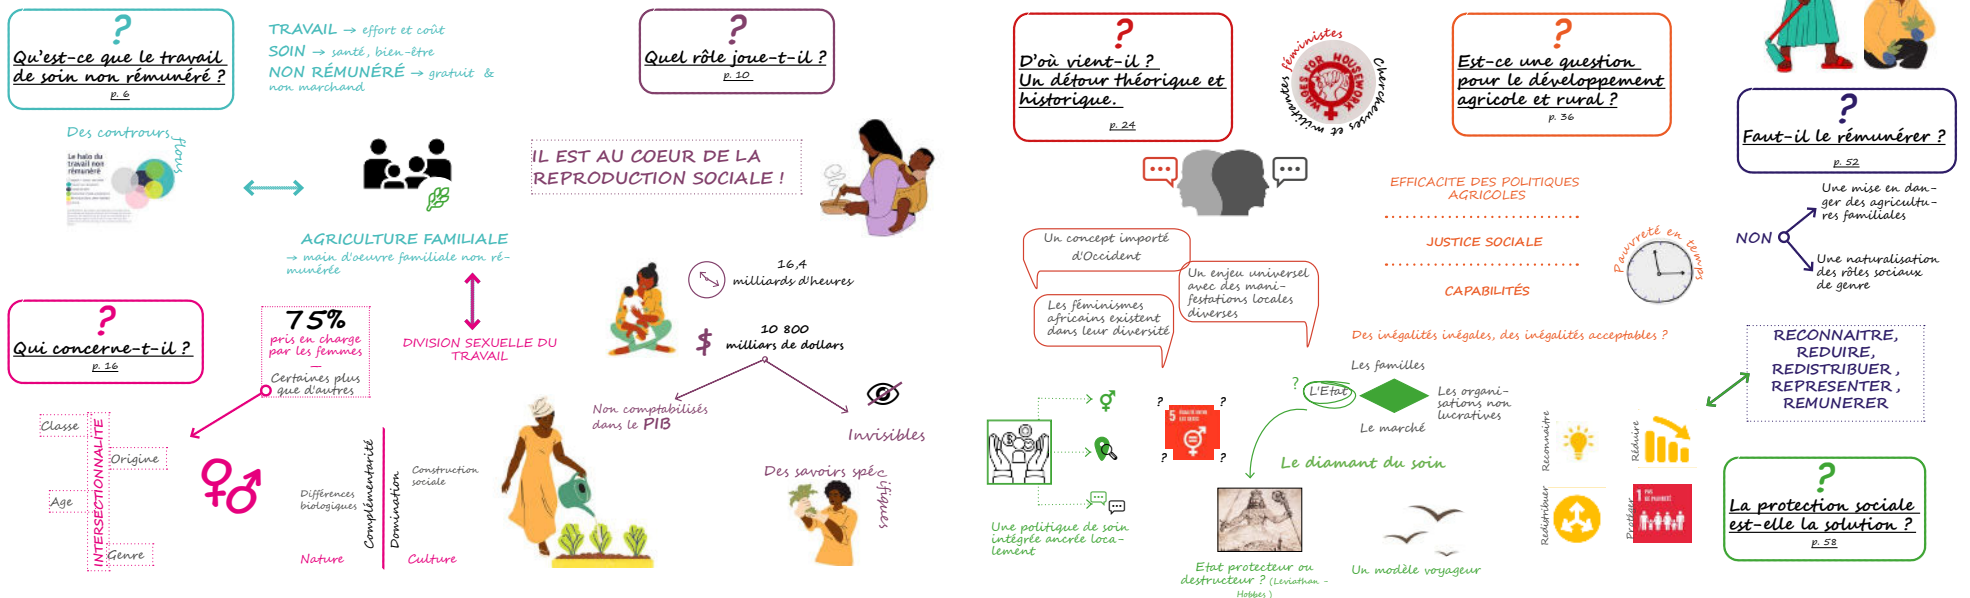 ?
Qu'est-ce que le travail
de soin non rémunéré ?
p. 6
TRAVAIL → effort et coût
SOIN → santé, bien-être
NON RÉMUNÉRÉ → gratuit &
non marchand
?
Quel rôle joue-t-il ?
p. 10
Des contrours
flous
Le halo du
travail non
rémunéré
IL EST AU COEUR DE LA
REPRODUCTION SOCIALE !
AGRICULTURE FAMILIALE
→ main d'oeuvre familiale non ré-
munérée
16,4
milliards d'heures
$
10 800
milliars de dollars
Non comptabilisés
dans le PIB
Invisibles
Des savoirs spécifiques
?
Qui concerne-t-il ?
p. 16
75%
pris en charge
par les femmes
—
Certaines plus
que d'autres
DIVISION SEXUELLE DU
TRAVAIL
INTERSECTIONNALITE
Classe
Origine
Age
Genre
Différences
biologiques
Complémentarité
Domination
Construction
sociale
Nature
Culture
?
D'où vient-il ?
Un détour théorique et
historique.
p. 24
Chercheuses et militantes féministes
WAGES FOR HOUSEWORK
Un concept importé
d'Occident
Un enjeu universel
avec des mani-
festations locales
diverses
Les féminismes
africains existent
dans leur diversité
?
Est-ce une question
pour le développement
agricole et rural ?
p. 36
EFFICACITE DES POLITIQUES
AGRICOLES
JUSTICE SOCIALE
CAPABILITÉS
Pauvreté en temps
Des inégalités inégales, des inégalités acceptables ?
?
Faut-il le rémunérer ?
p. 52
NON
Une mise en dan-
ger des agricultu-
res familiales
Une naturalisation
des rôles sociaux
de genre
RECONNAITRE,
REDUIRE,
REDISTRIBUER ,
REPRESENTER ,
REMUNERER
?
La protection sociale
est-elle la solution ?
p. 58
Reconnaitre
Réduire
Redistribuer
Protéger
1 PAS
DE PAUVRETÉ
Les familles
?
L'Etat
Les organi-
sations non
lucratives
Le marché
Le diamant du soin
? ?
5
? ?
Une politique de soin
intégrée ancrée loca-
lement
Etat protecteur ou
destructeur ? (Leviathan -
Hobbes )
Un modèle voyageur